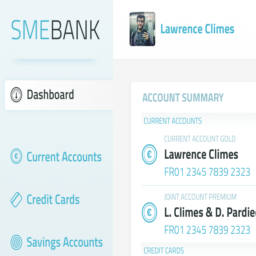 SMEBANK
Lawrence Climes
Dashboard
Current Accounts
Credit Cards
Savings Accounts
ACCOUNT SUMMARY
CURRENT ACCOUNTS
CURRENT ACCOUNT GOLD
Lawrence Climes
FR01 2345 7839 2323
JOINT ACCOUNT PREMIUM
L. Climes & D. Pardie
FR01 2345 7839 2323
CREDIT CARDS